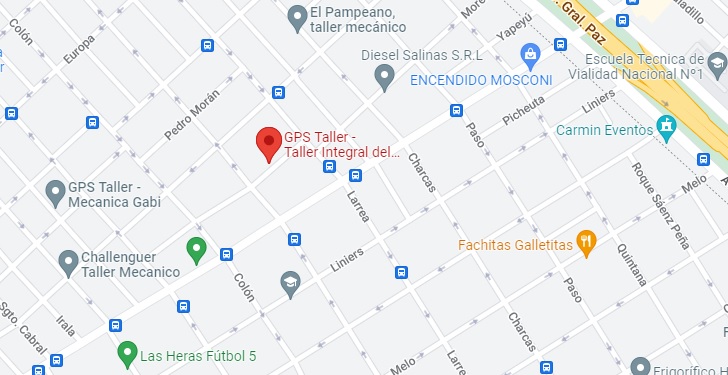 El Pampeano,
taller mecánico
Colón
Europa
Yapeyú
Gral. Paz
Diesel Salinas S.R.L
ENCENDIDO MOSCONI
Escuela Tecnica de
Vialidad Nacional Nº1
Pedro Morán
Picheuta
Liniers
Carmin Eventos
Paso
GPS Taller -
Taller Integral del...
Charcas
Roque Sáenz Peña
Melo
GPS Taller -
Mecanica Gabi
Larrea
Fachitas Galletitas
Quintana
Challenguer
Taller Mecanico
Liniers
Colón
Paso
Sgto. Cabral
Irala
Charcas
Las Heras Fútbol 5
Melo
Larrea
Frigorífico H